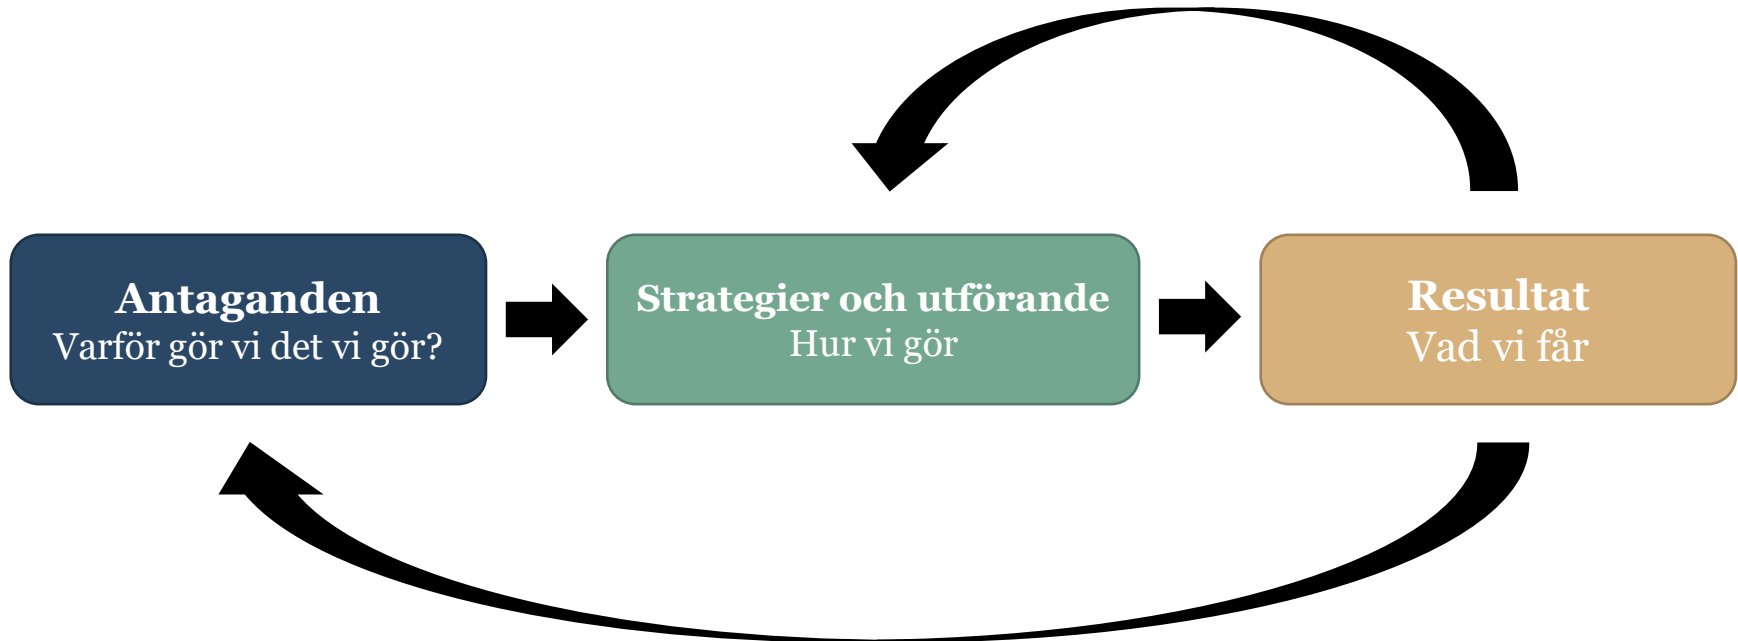 Antaganden
Varför gör vi det vi gör?
Strategier och utförande
Hur vi gör
Resultat
Vad vi får